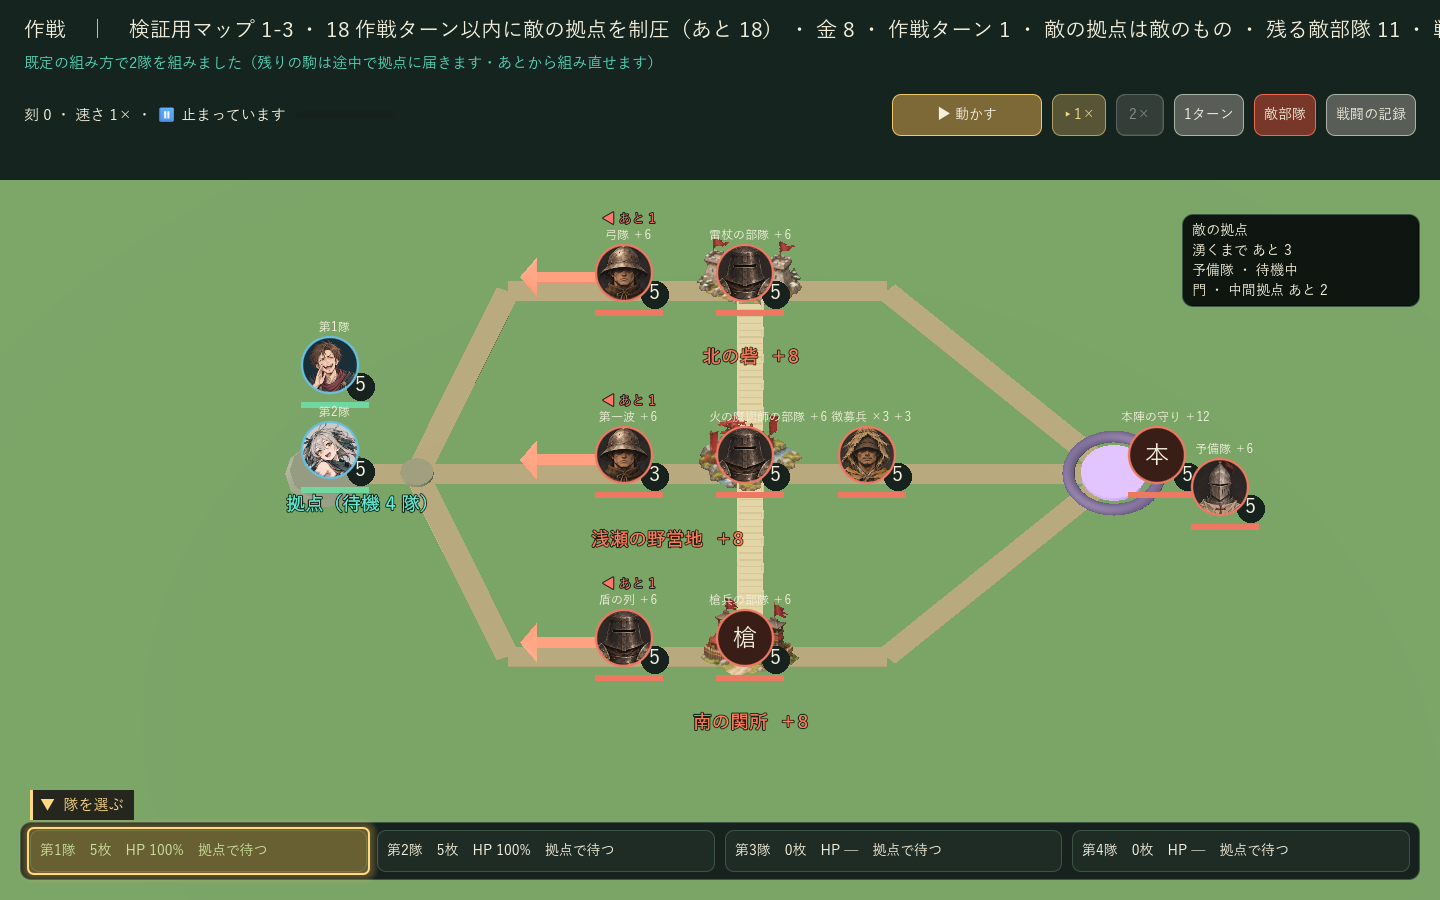 作戦 | 検証用マップ 1-3 ・ 18 作戦ターン以内に敵の拠点を制圧（あと 18） ・ 金 8 ・ 作戦ターン 1 ・ 敵の拠点は敵のもの ・ 残る敵部隊 11 ・
既定の組み方で2隊を組みました（残りの駒は途中で拠点に届きます・あとから組み直せます）
刻 0 ・ 速さ 1× ・ ⏸ 止まっています
▶ 動かす
▸1×
2×
1ターン
敵部隊
戦闘の記録
敵の拠点
湧くまで あと 3
予備隊 ・ 待機中
門 ・ 中間拠点 あと 2
◀ あと 1
弓隊 +6
5
雷杖の部隊 +6
5
北の砦 +8
第1隊
5
第2隊
5
拠点（待機 4 隊）
◀ あと 1
第一波 +6
3
火の魔術師の部隊 +6
5
徴募兵 ×3 +3
5
浅瀬の野営地 +8
本陣の守り +12
本
5
予備隊 +6
5
◀ あと 1
盾の列 +6
5
槍兵の部隊 +6
槍
5
南の関所 +8
▼ 隊を選ぶ
第1隊 5枚 HP 100% 拠点で待つ
第2隊 5枚 HP 100% 拠点で待つ
第3隊 0枚 HP — 拠点で待つ
第4隊 0枚 HP — 拠点で待つ